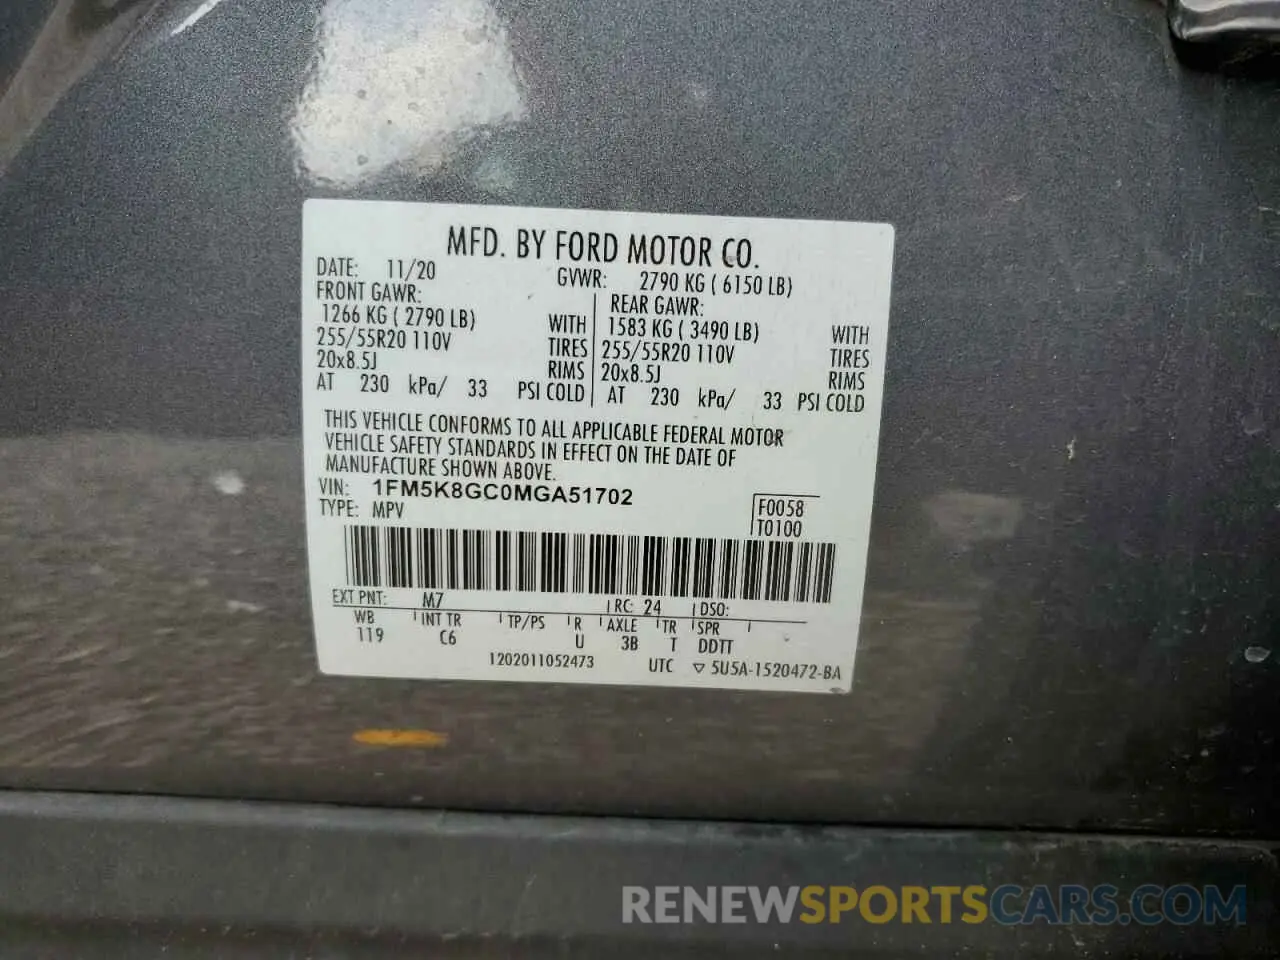 MFD. BY FORD MOTOR CO.
DATE: 11/20 GVWR: 2790 KG ( 6150 LB)
FRONT GAWR: REAR GAWR:
1266 KG ( 2790 LB) WITH 1583 KG ( 3490 LB) WITH
255/55R20 110V TIRES 255/55R20 110V TIRES
20x8.5J RIMS 20x8.5J RIMS
AT 230 kPa/ 33 PSI COLD AT 230 kPa/ 33 PSI COLD
THIS VEHICLE CONFORMS TO ALL APPLICABLE FEDERAL MOTOR
VEHICLE SAFETY STANDARDS IN EFFECT ON THE DATE OF
MANUFACTURE SHOWN ABOVE.
VIN: 1FM5K8GC0MGA51702 F0058
TYPE: MPV T0100
EXT PNT: M7 RC: 24 DSO:
WB INT TR TP/PS R AXLE TR SPR
119 C6 U 3B T DDTT
1202011052473 UTC ▽ 5U5A-1520472-BA
RENEWSPORTSCARS.COM